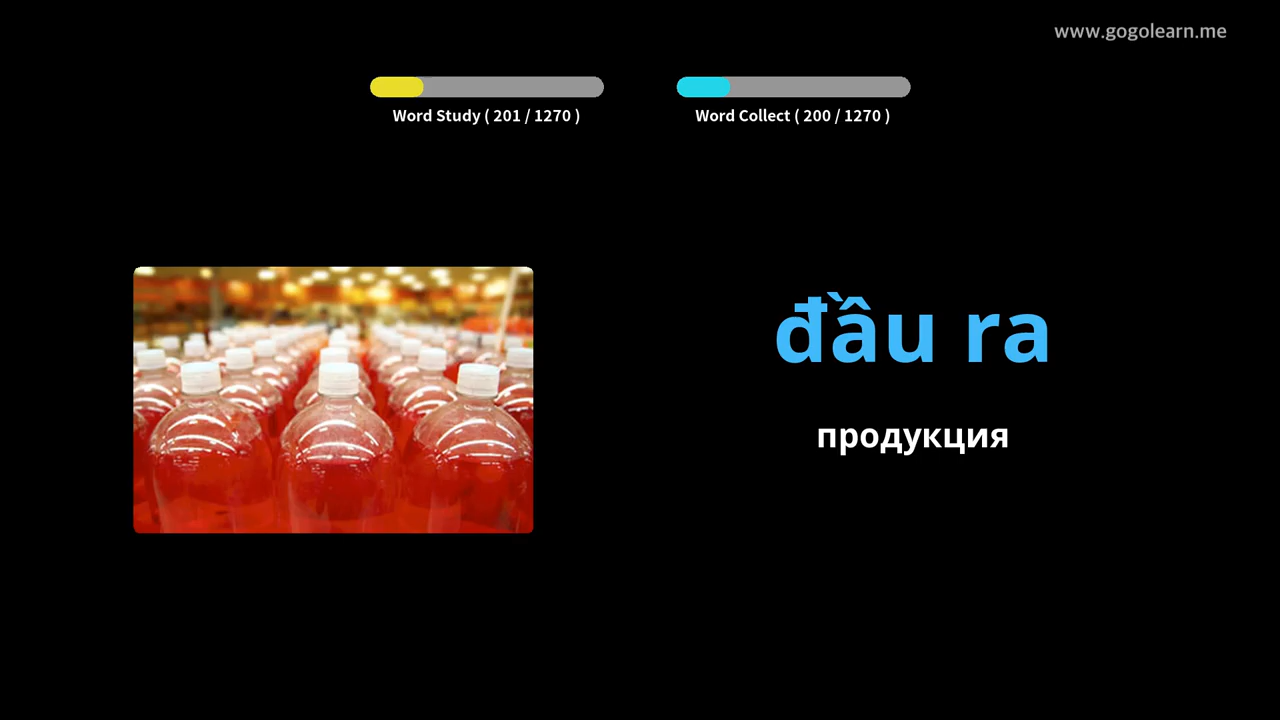 www.gogolearn.me
Word Study ( 201 / 1270 )
Word Collect ( 200 / 1270 )
đầu ra
продукция